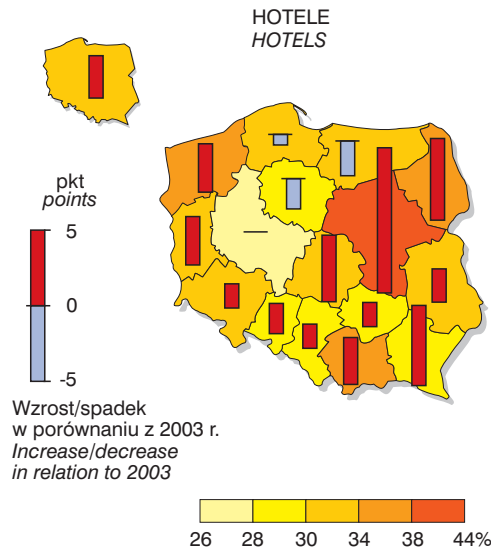 HOTELE
HOTELS
pkt
points
5
0
-5
Wzrost/spadek
w porównaniu z 2003 r.
Increase/decrease
in relation to 2003
26 28 30 34 38 44%